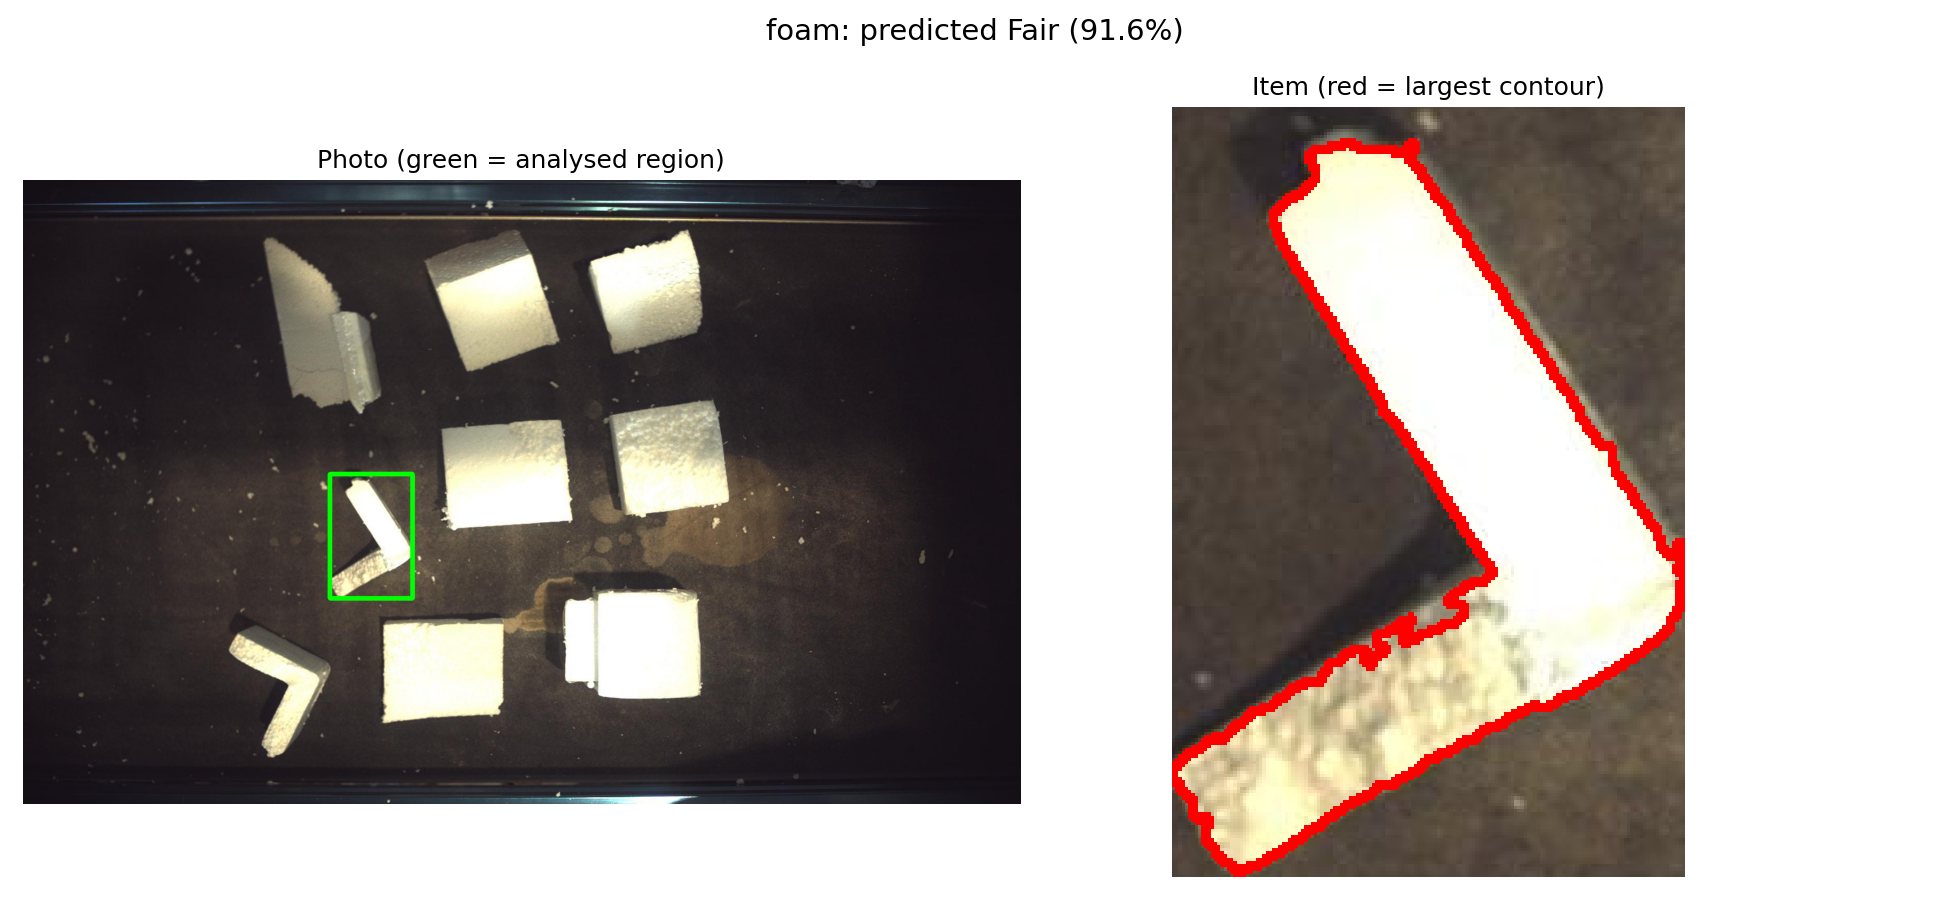 foam: predicted Fair (91.6%)
Photo (green = analysed region)
Item (red = largest contour)